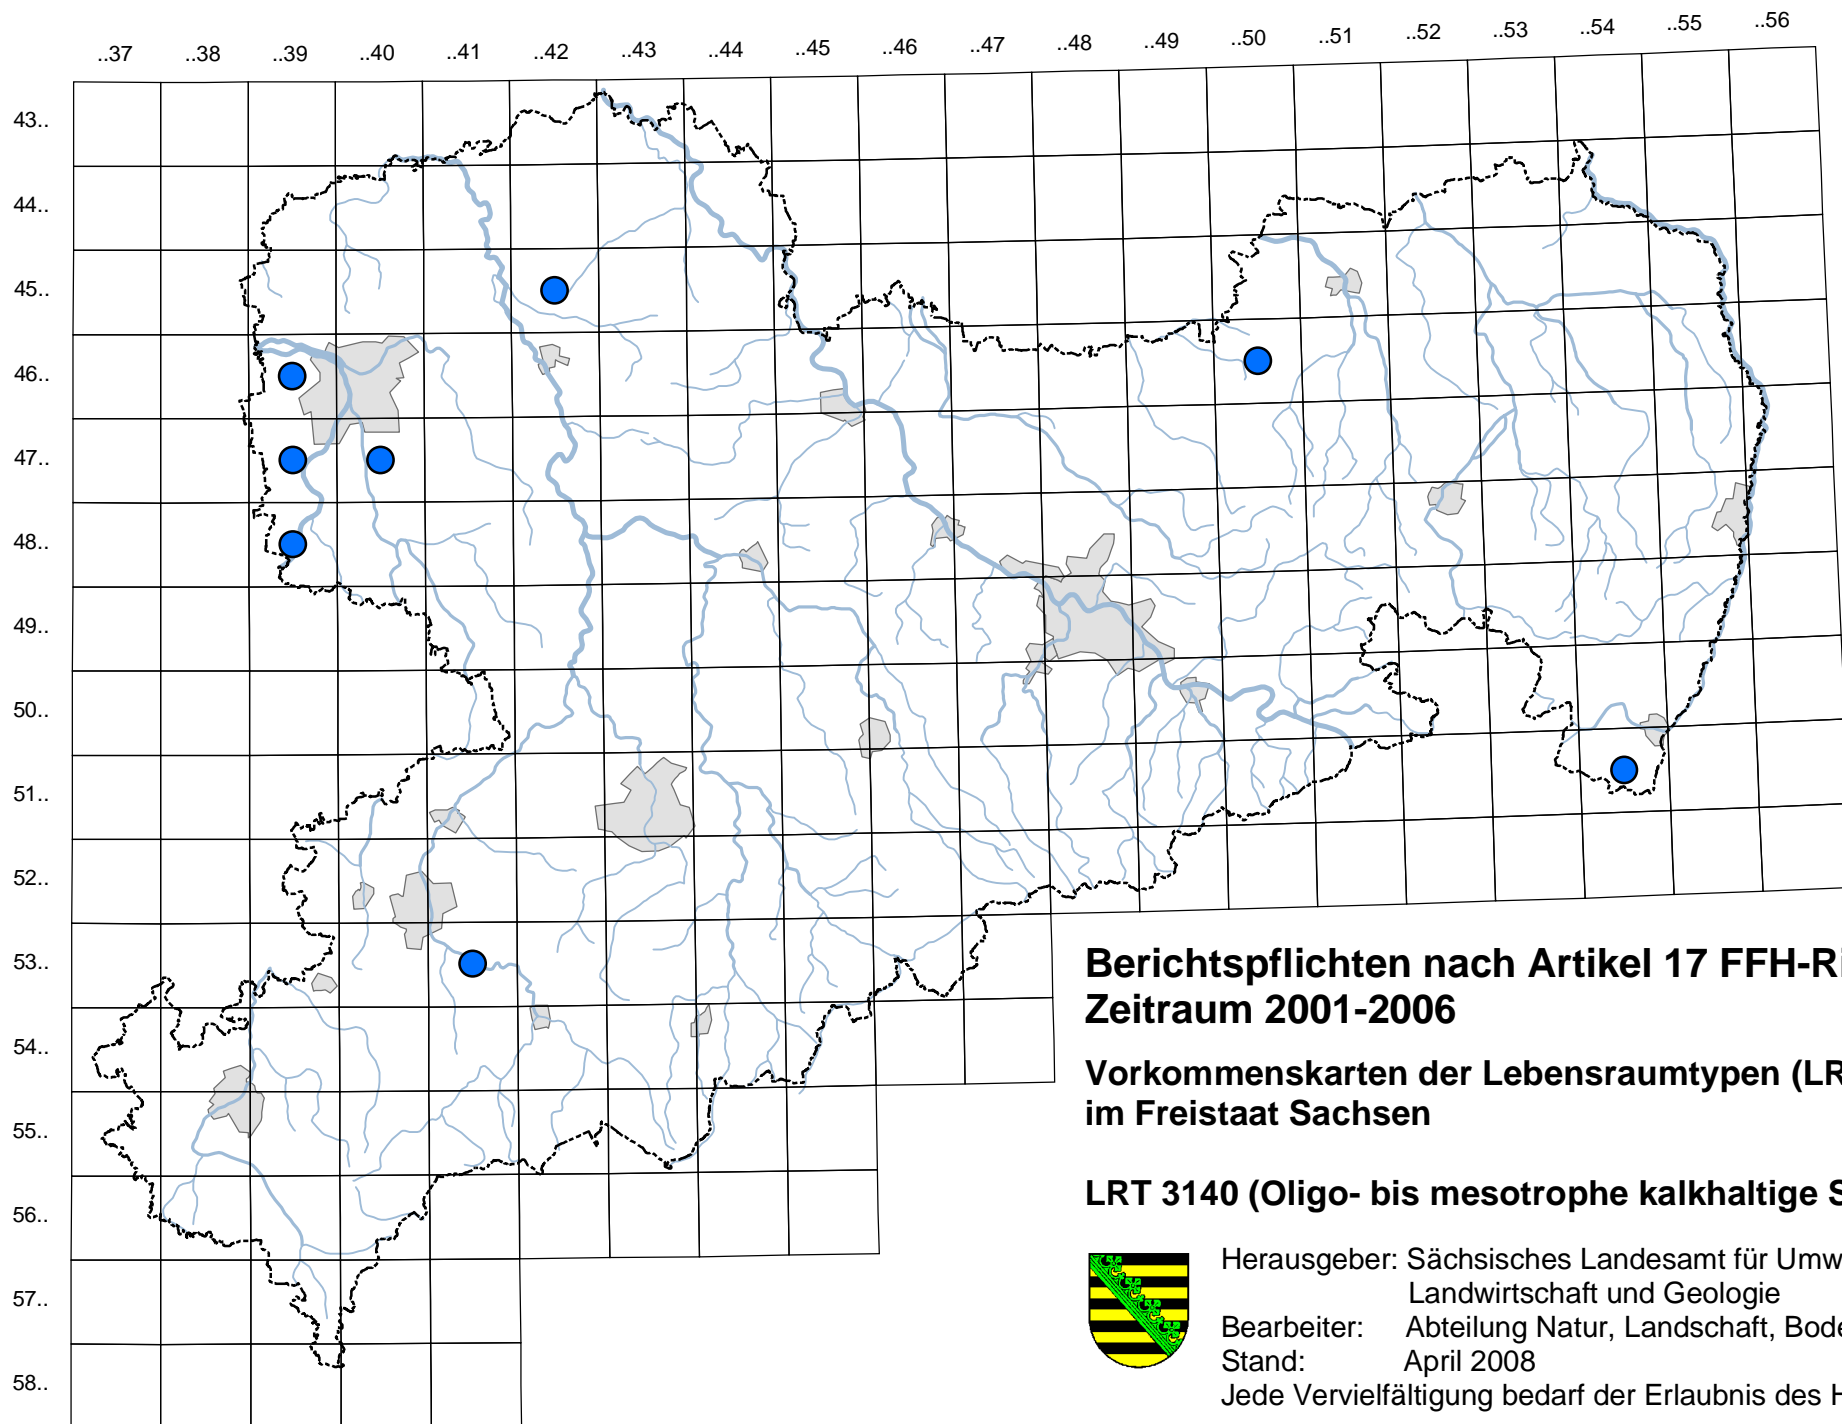 ..37 ..38 ..39 ..40 ..41 ..42 ..43 ..44 ..45 ..46 ..47 ..48 ..49 ..50 ..51 ..52 ..53 ..54 ..55 ..56
43..
44..
45..
46..
47..
48..
49..
50..
51..
52..
53..
54..
55..
56..
57..
58..
Berichtspflichten nach Artikel 17 FFH-Ri
Zeitraum 2001-2006
Vorkommenskarten der Lebensraumtypen (LR
im Freistaat Sachsen
LRT 3140 (Oligo- bis mesotrophe kalkhaltige S
Herausgeber: Sächsisches Landesamt für Umw
Landwirtschaft und Geologie
Bearbeiter: Abteilung Natur, Landschaft, Bode
Stand: April 2008
Jede Vervielfältigung bedarf der Erlaubnis des H